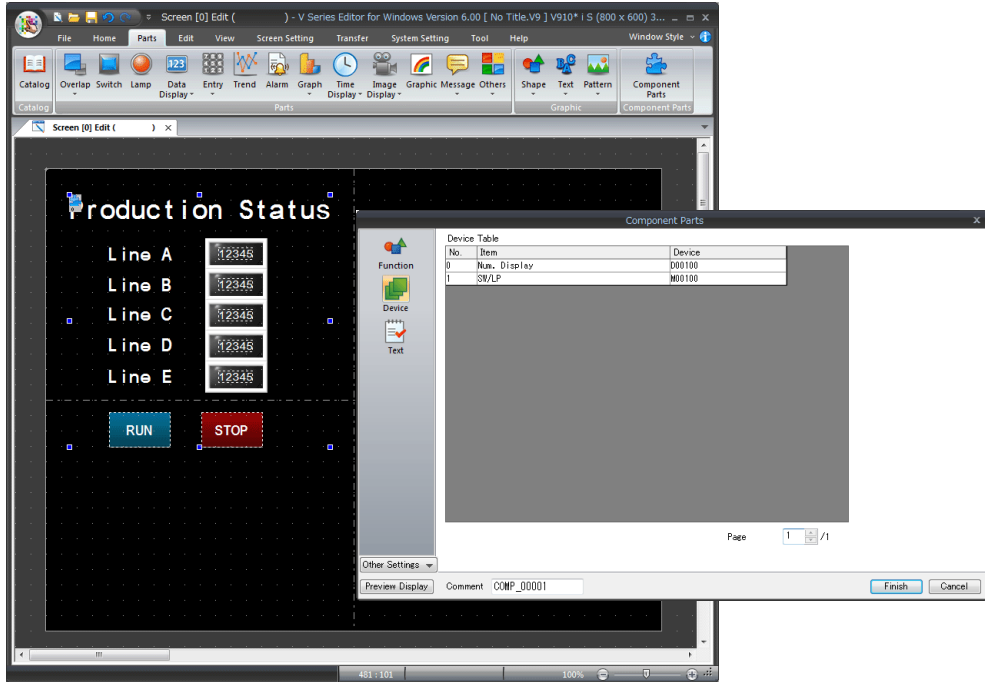 Screen [0] Edit (          ) - V Series Editor for Windows Version 6.00 [ No Title.V9 ] V910* i S (800 x 600) 3...
File Home Parts Edit View Screen Setting Transfer System Setting Tool Help Window Style
Catalog Overlap Switch Lamp Data Display Entry Trend Alarm Graph Time Display Image Display Graphic Message Others Shape Text Pattern Component Parts
Catalog Parts Graphic Component Parts
Screen [0] Edit (          ) x
Production Status
Line A 12345
Line B 12345
Line C 12345
Line D 12345
Line E 12345
RUN STOP
Component Parts
Function
Device
Text
Device Table
No. Item Device
0 Num. Display D00100
1 SW/LP M00100
Page 1 /1
Other Settings
Preview Display Comment COMP_00001 Finish Cancel
481 : 101 100%